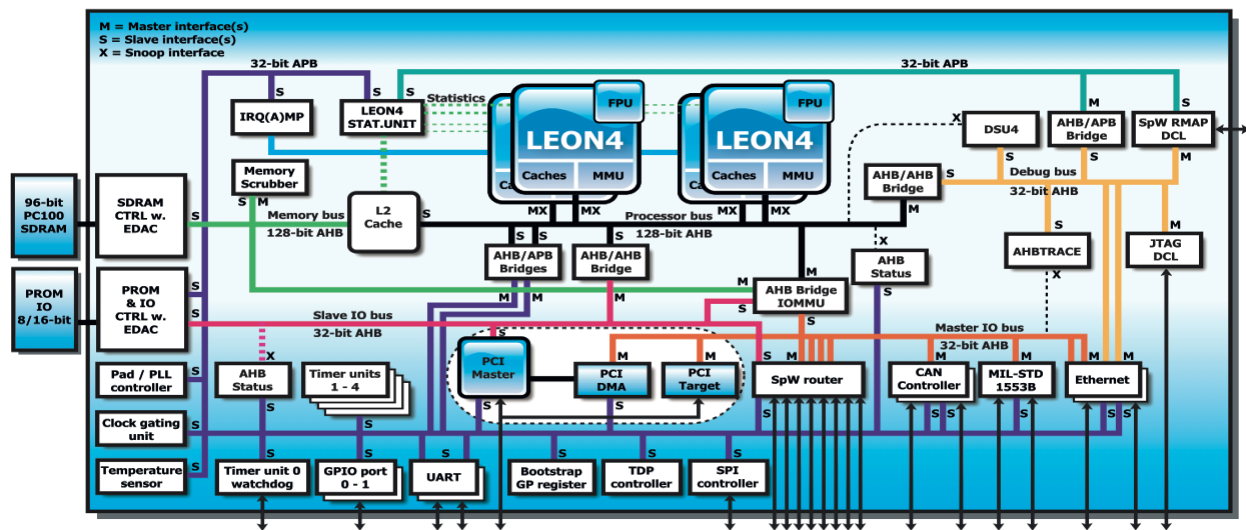 M = Master interface(s)
S = Slave interface(s)
X = Snoop interface
32-bit APB
32-bit APB
S
S
S
M
S
Statistics
IRQ(A)MP
LEON4
STAT.UNIT
FPU
LEON4
Caches
MMU
Ca
FPU
LEON4
Caches
MMU
Ca
X
DSU4
AHB/APB
Bridge
SpW RMAP
DCL
S
S
M
Debug bus
32-bit AHB
Memory
Scrubber
S
M
AHB/AHB
Bridge
S
M
96-bit
PC100
SDRAM
SDRAM
CTRL w.
EDAC
S
Memory bus
128-bit AHB
L2
Cache
S
MX
MX
Processor bus
128-bit AHB
S
S
S
AHB/APB
Bridges
M
M
AHB/AHB
Bridge
M
X
AHB
Status
S
S
AHBTRACE
X
M
JTAG
DCL
PROM
IO
8/16-bit
PROM
& IO
CTRL w.
EDAC
S
S
M
M
AHB Bridge
IOMMU
S
S
Slave IO bus
32-bit AHB
Master IO bus
32-bit AHB
Pad / PLL
controller
S
X
AHB
Status
S
Timer units
1 - 4
S
S
PCI
Master
S
M
PCI
DMA
S
M
PCI
Target
S
M
SpW router
S
M
CAN
Controller
S
S
M
MIL-STD
1553B
S
M
M
Ethernet
S
S
Clock gating
unit
S
Temperature
sensor
S
S
Timer unit 0
watchdog
S
GPIO port
0 - 1
S
S
UART
S
Bootstrap
GP register
S
TDP
controller
S
SPI
controller